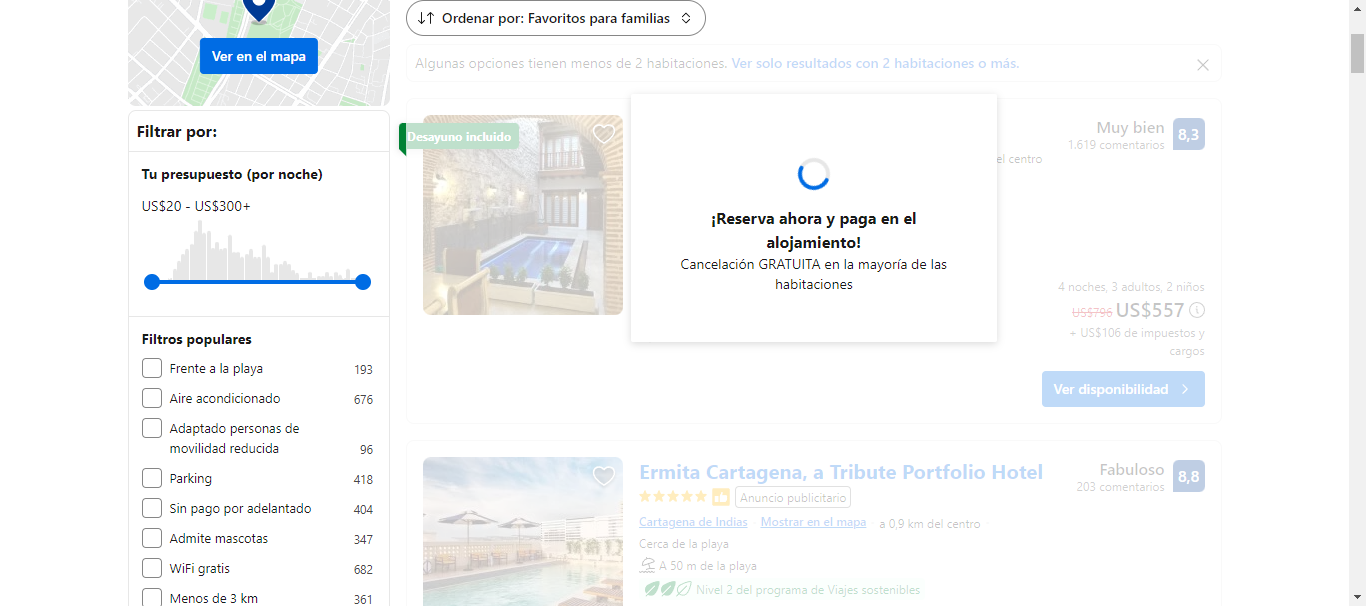 Ordenar por: Favoritos para familias
Ver en el mapa
Algunas opciones tienen menos de 2 habitaciones. Ver solo resultados con 2 habitaciones o más.
Filtrar por:
Tu presupuesto (por noche)
US$20 - US$300+
Filtros populares
Frente a la playa 193
Aire acondicionado 676
Adaptado personas de
movilidad reducida 96
Parking 418
Sin pago por adelantado 404
Admite mascotas 347
WiFi gratis 682
Menos de 3 km 361
Desayuno incluido
¡Reserva ahora y paga en el
alojamiento!
Cancelación GRATUITA en la mayoría de las
habitaciones
Muy bien 8,3
1.619 comentarios
el centro
4 noches, 3 adultos, 2 niños
US$796 US$557
+ US$106 de impuestos y
cargos
Ver disponibilidad
Ermita Cartagena, a Tribute Portfolio Hotel
Anuncio publicitario
Cartagena de Indias Mostrar en el mapa a 0,9 km del centro
Cerca de la playa
A 50 m de la playa
Nivel 2 del programa de Viajes sostenibles
Fabuloso 8,8
203 comentarios